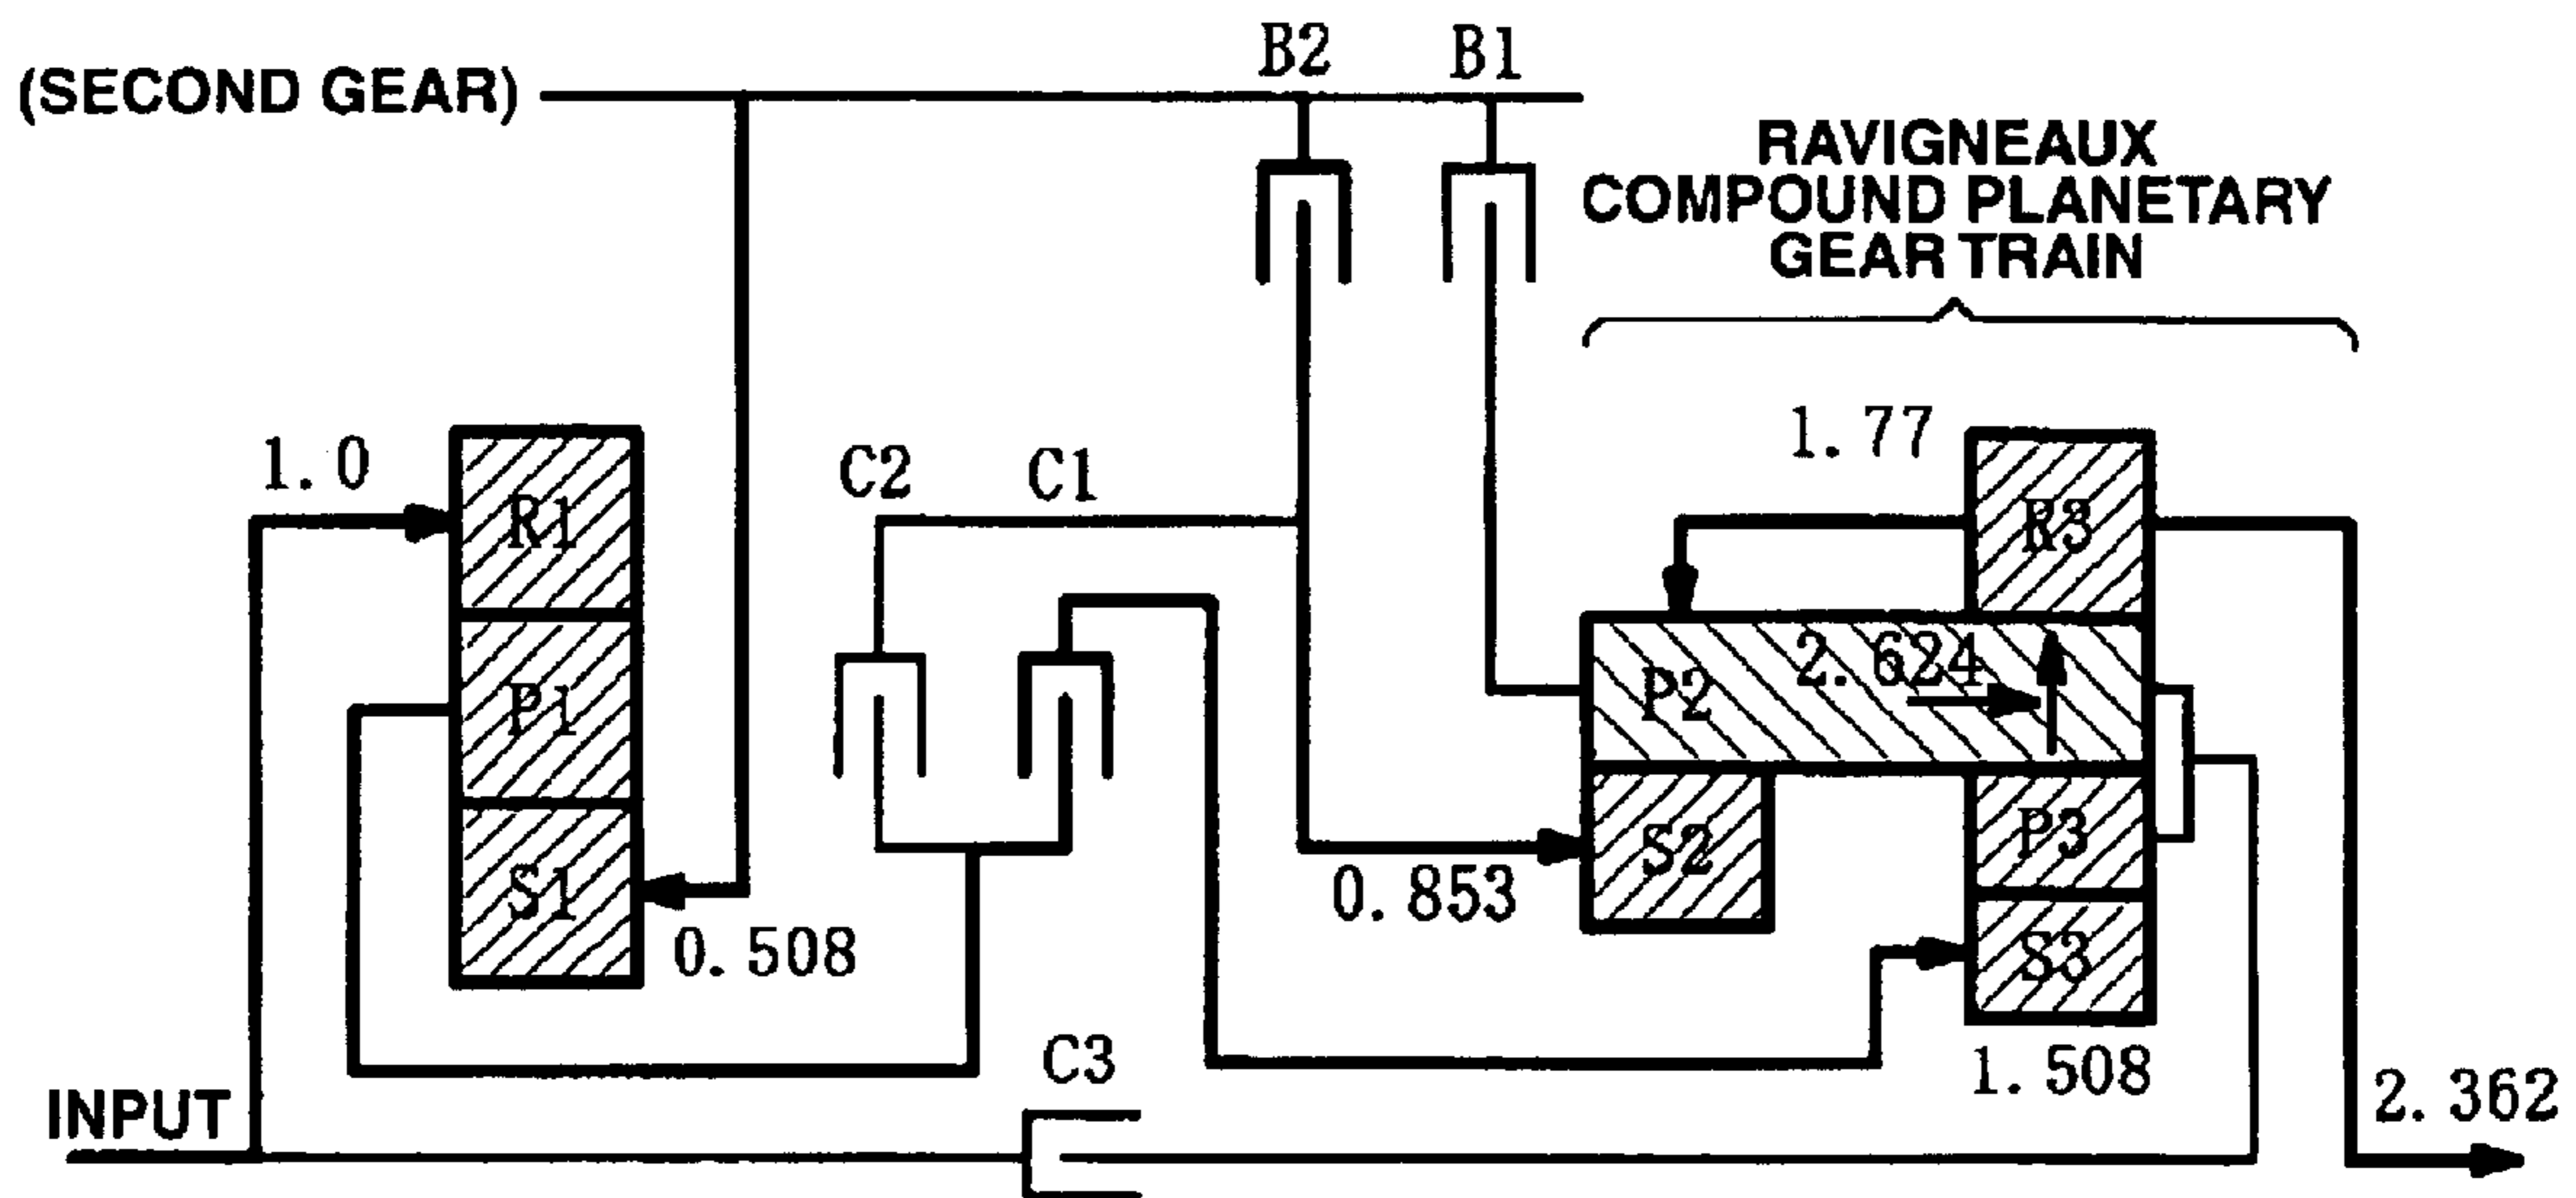 (SECOND GEAR)
B2
B1
RAVIGNEAUX
COMPOUND PLANETARY
GEAR TRAIN
1.0
R1
P1
S1
0.508
C2
C1
1.77
R3
P2
2.624
S2
P3
S3
0.853
1.508
C3
INPUT
2.362